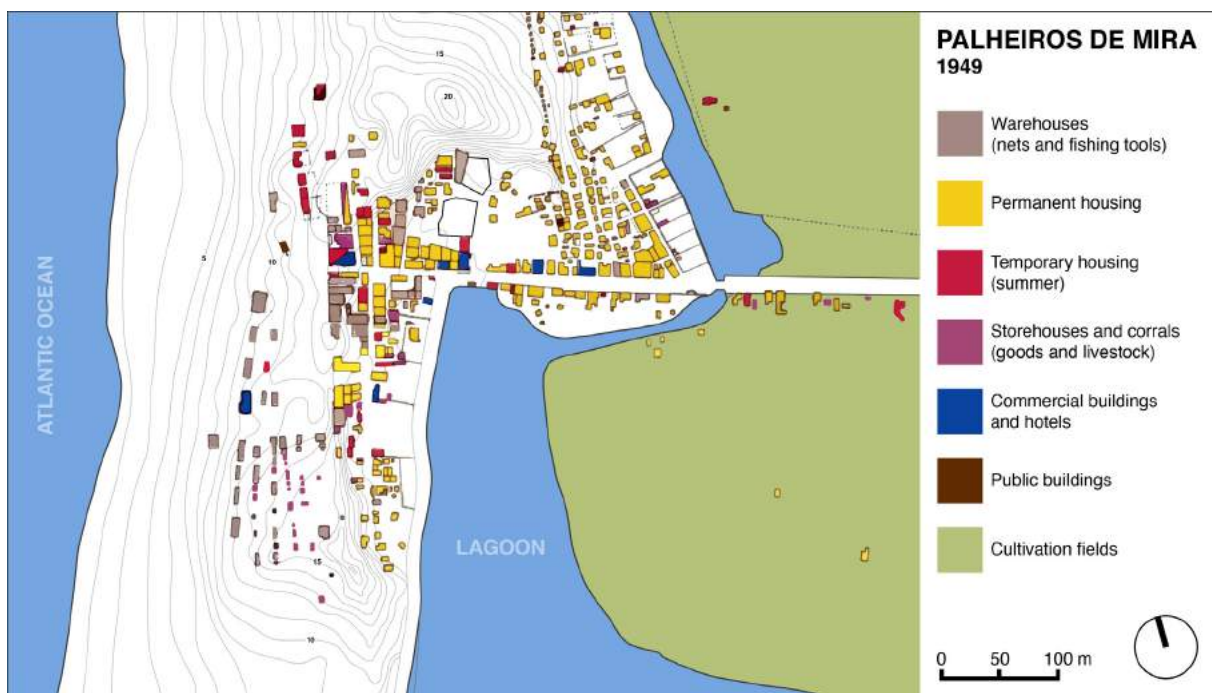 PALHEIROS DE MIRA
1949
Warehouses
(nets and fishing tools)
Permanent housing
Temporary housing
(summer)
Storehouses and corrals
(goods and livestock)
Commercial buildings
and hotels
Public buildings
Cultivation fields
0 50 100 m
ATLANTIC OCEAN
LAGOON
15
20
5
10
15
10